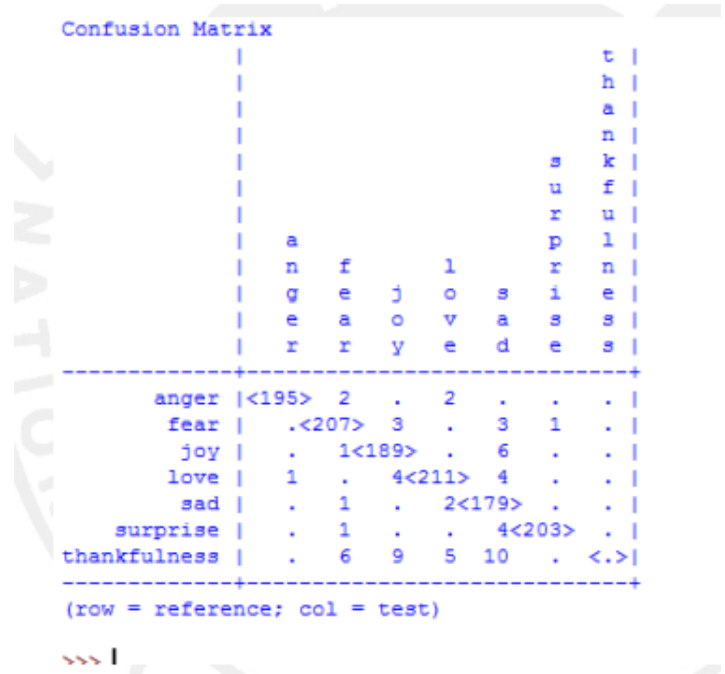 Confusion Matrix
             |                             t |
             |                             h |
             |                             a |
             |                             n |
             |                         s   k |
             |                         u   f |
             |                         r   u |
             |   a                     p   l |
             |   n   f       l         r   n |
             |   g   e   j   o   s     i   e |
             |   e   a   o   v   a     s   s |
             |   r   r   y   e   d     e   s |
-------------+-------------------------------+
       anger |<195>  2   .   2   .   .   . |
        fear |  .<207>  3   .   3   1   . |
         joy |  .   1<189>  .   6   .   . |
        love |  1   .   4<211>  4   .   . |
         sad |  .   1   .   2<179>  .   . |
    surprise |  .   1   .   .   4<203>  . |
thankfulness |  .   6   9   5  10   .  <.>|
-------------+-------------------------------+
(row = reference; col = test)
>>>
NATION